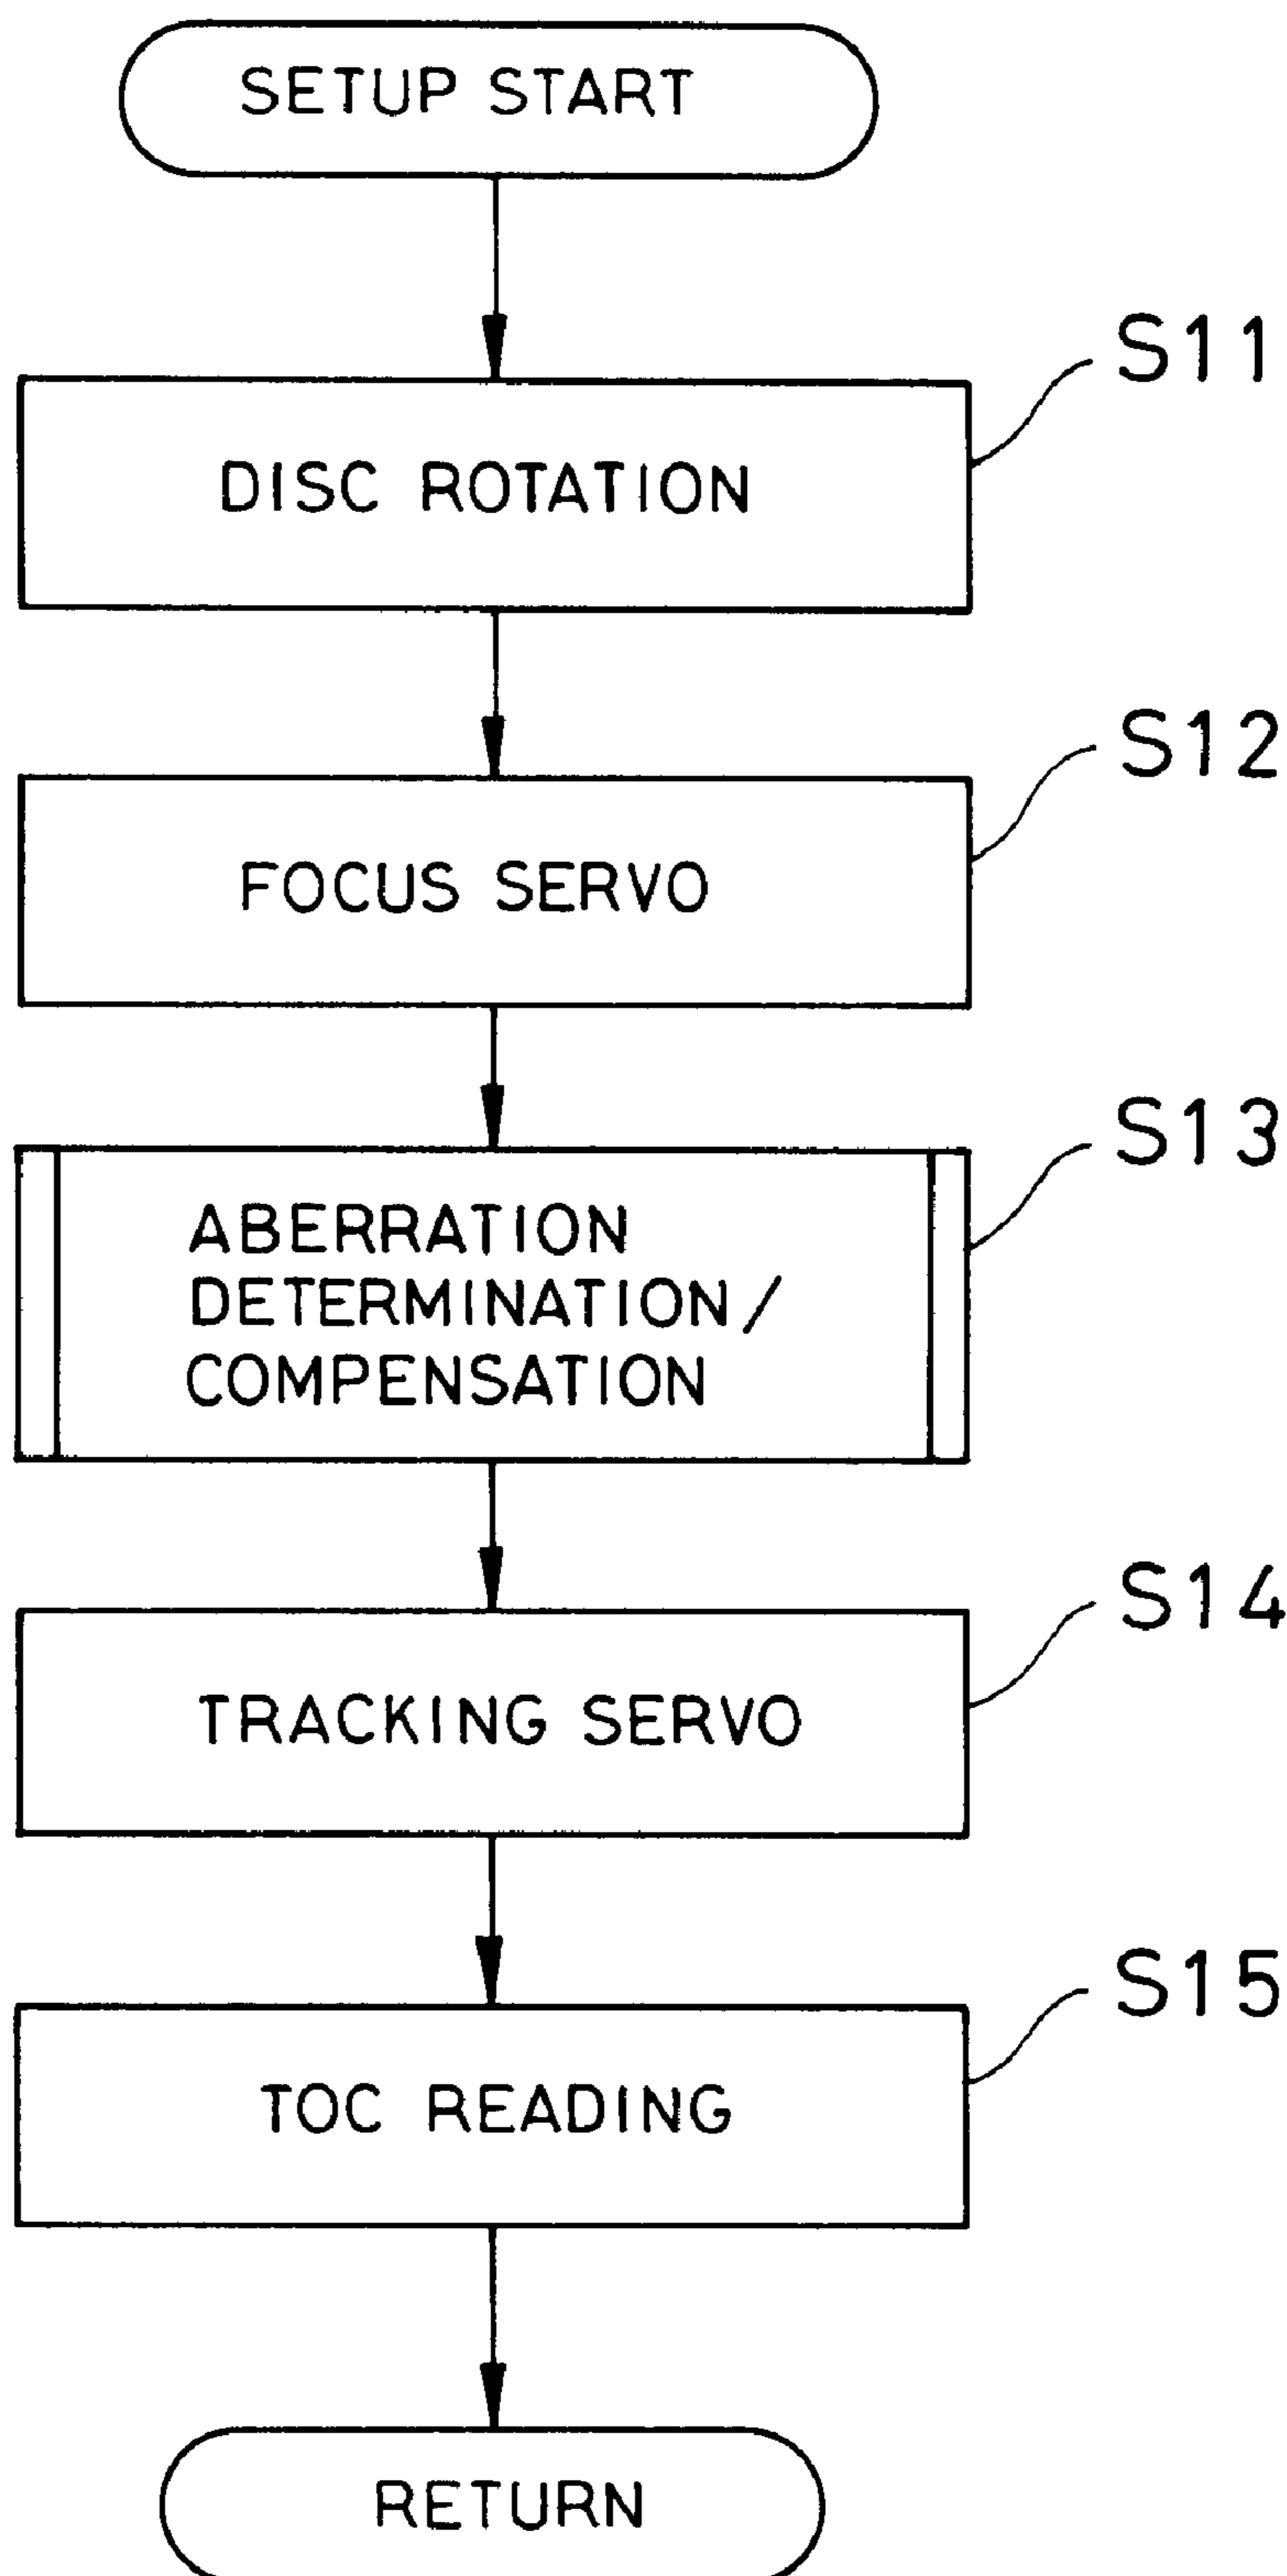 SETUP START
S11
DISC ROTATION
S12
FOCUS SERVO
S13
ABERRATION
DETERMINATION/
COMPENSATION
S14
TRACKING SERVO
S15
TOC READING
RETURN